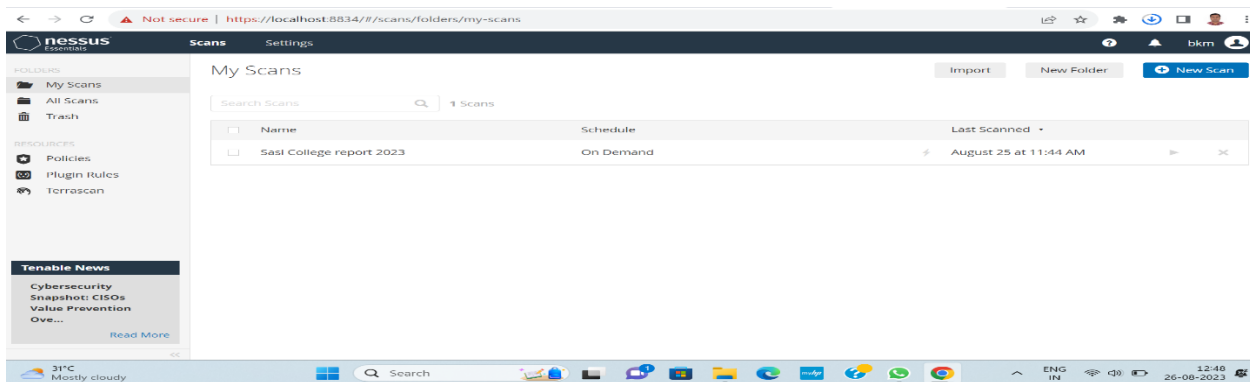 Not secure | https://localhost:8834/#/scans/folders/my-scans
nessus Essentials Scans Settings bkm
FOLDERS
My Scans
All Scans
Trash
RESOURCES
Policies
Plugin Rules
Terrascan
Tenable News
Cybersecurity
Snapshot: CISOs
Value Prevention
Ove...
Read More
My Scans Import New Folder New Scan
Search Scans 1 Scans
Name Schedule Last Scanned
Sasi College report 2023 On Demand August 25 at 11:44 AM
31°C
Mostly cloudy
Search
ENG
IN
12:48
26-08-2023